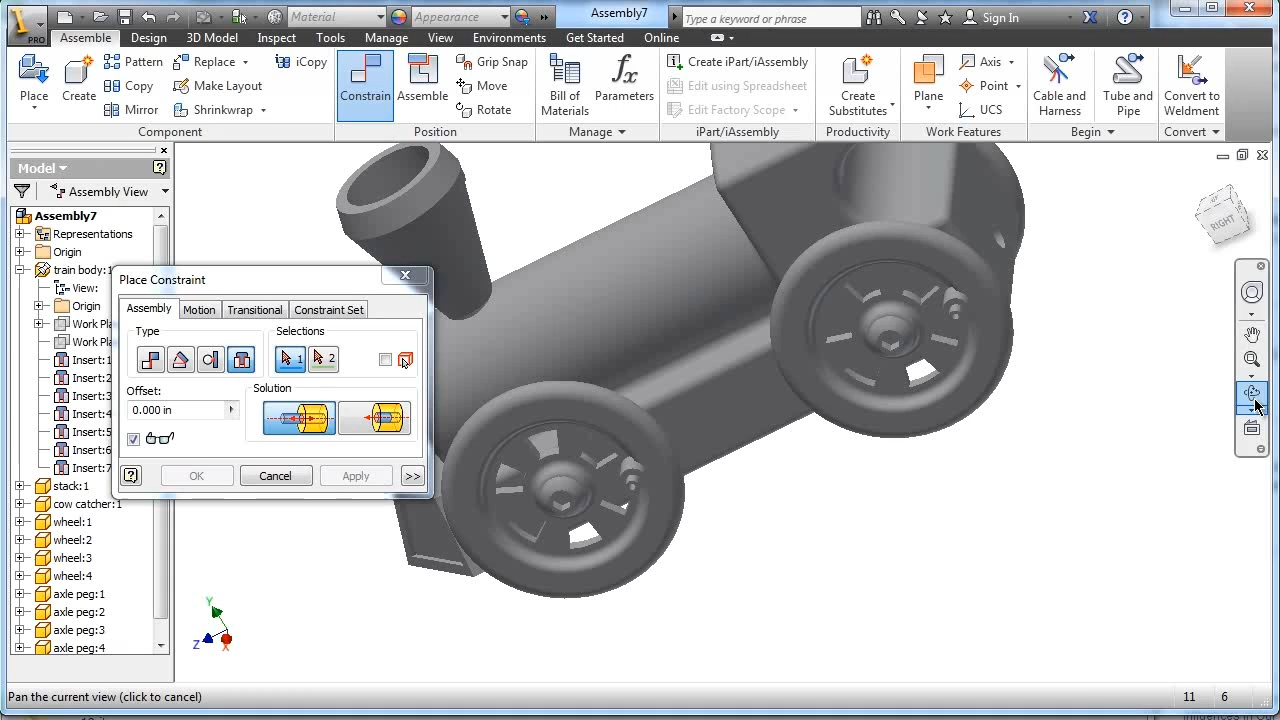 PRO
Material
Appearance
Assembly7
Type a keyword or phrase
Sign In
Assemble
Design
3D Model
Inspect
Tools
Manage
View
Environments
Get Started
Online
Place
Create
Pattern
Copy
Mirror
Replace
Make Layout
Shrinkwrap
iCopy
Component
Constrain
Assemble
Grip Snap
Move
Rotate
Position
Bill of
Materials
fx
Parameters
Manage
Create iPart/iAssembly
Edit using Spreadsheet
Edit Factory Scope
iPart/iAssembly
Create
Substitutes
Productivity
Plane
Axis
Point
UCS
Work Features
Cable and
Harness
Tube and
Pipe
Begin
Convert to
Weldment
Convert
Model
Assembly View
Assembly7
Representations
Origin
train body:1
View:
Origin
Work Pla
Work Pla
Insert:1
Insert:2
Insert:3
Insert:4
Insert:5
Insert:6
Insert:7
stack:1
cow catcher:1
wheel:1
wheel:2
wheel:3
wheel:4
axle peg:1
axle peg:2
axle peg:3
axle peg:4
Place Constraint
Assembly
Motion
Transitional
Constraint Set
Type
Selections
1
2
Offset:
0.000 in
Solution
OK
Cancel
Apply
>>
RIGHT
Y
Z
X
Pan the current view (click to cancel)
11
6